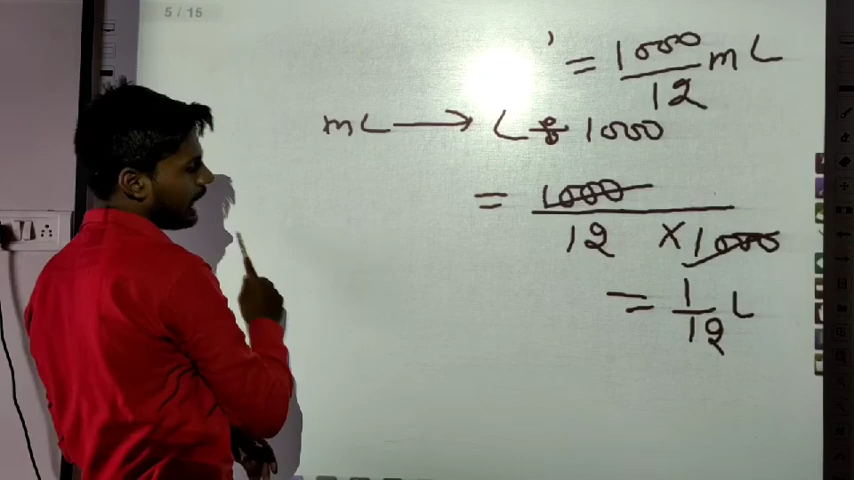 5 / 15
= 1000/12 mL
mL → L ÷ 1000
= 1000/12 × 1000
= 1/12 L